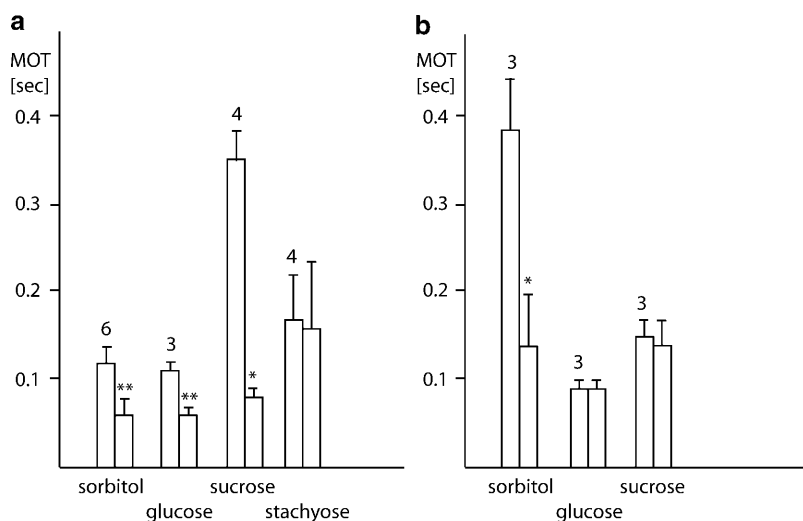 a
MOT
[sec]
0.4
0.3
0.2
0.1
6
**
3
**
4
*
4
sorbitol
glucose
sucrose
stachyose
b
MOT
[sec]
0.4
0.3
0.2
0.1
3
*
3
3
sorbitol
glucose
sucrose